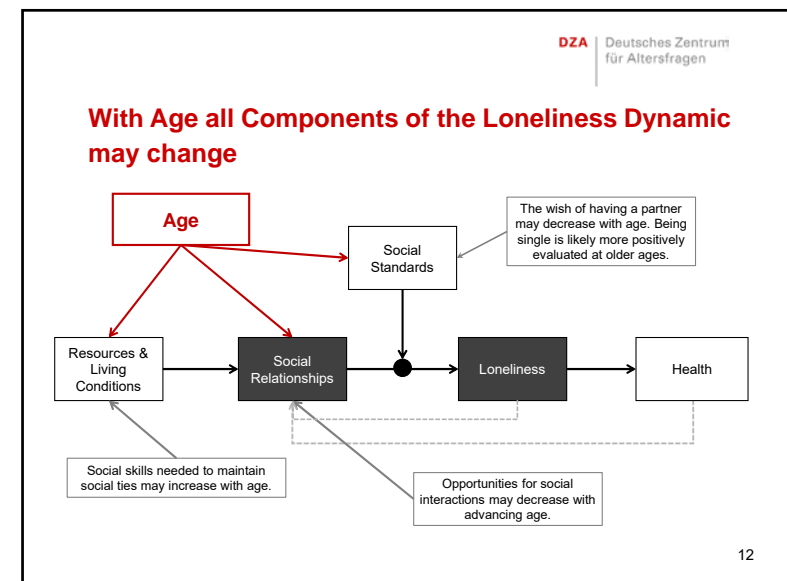 DZA Deutsches Zentrum
für Altersfragen
With Age all Components of the Loneliness Dynamic
may change
Age
The wish of having a partner
may decrease with age. Being
single is likely more positively
evaluated at older ages.
Social
Standards
Resources &
Living
Conditions
Social
Relationships
Loneliness
Health
Social skills needed to maintain
social ties may increase with age.
Opportunities for social
interactions may decrease with
advancing age.
12